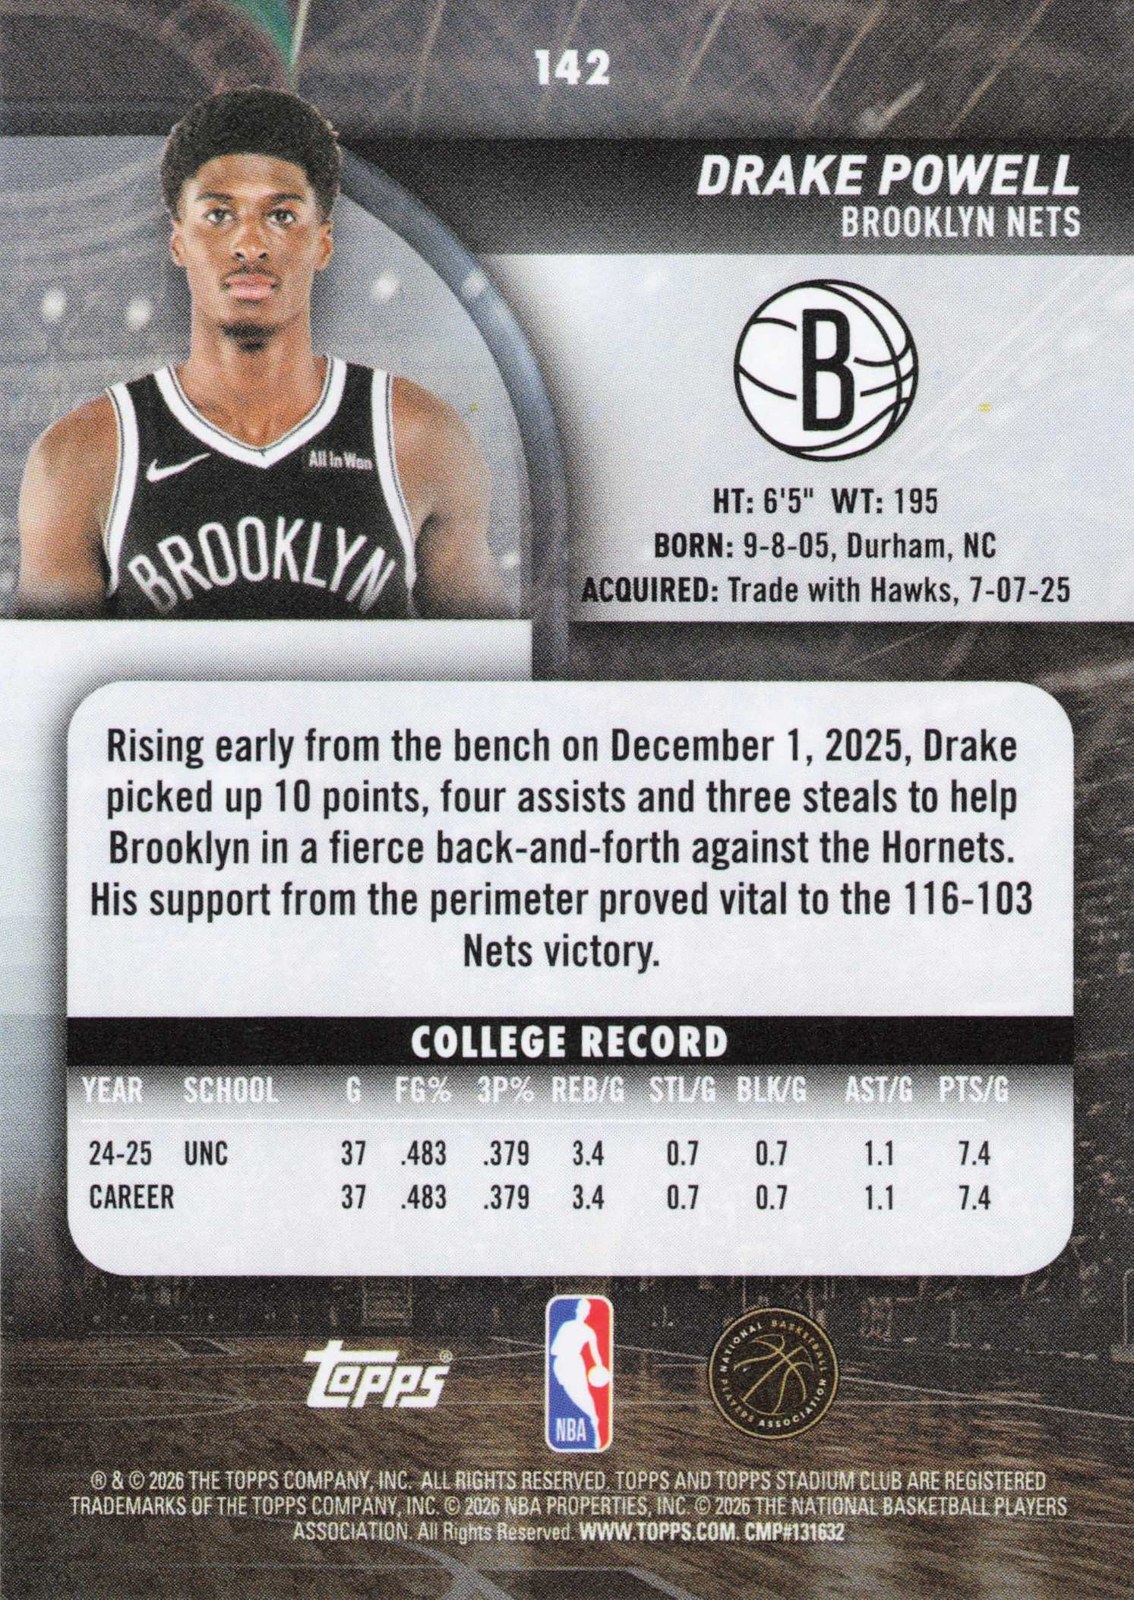 142
DRAKE POWELL
BROOKLYN NETS
B
HT: 6'5" WT: 195
BORN: 9-8-05, Durham, NC
ACQUIRED: Trade with Hawks, 7-07-25
All In Won
BROOKLYN
Rising early from the bench on December 1, 2025, Drake
picked up 10 points, four assists and three steals to help
Brooklyn in a fierce back-and-forth against the Hornets.
His support from the perimeter proved vital to the 116-103
Nets victory.
COLLEGE RECORD
YEAR SCHOOL G FG% 3P% REB/G STL/G BLK/G AST/G PTS/G
24-25 UNC 37 .483 .379 3.4 0.7 0.7 1.1 7.4
CAREER 37 .483 .379 3.4 0.7 0.7 1.1 7.4
topps®
NBA
NATIONAL BASKETBALL PLAYERS ASSOCIATION
® & © 2026 THE TOPPS COMPANY, INC. ALL RIGHTS RESERVED. TOPPS AND TOPPS STADIUM CLUB ARE REGISTERED
TRADEMARKS OF THE TOPPS COMPANY, INC. © 2026 NBA PROPERTIES, INC. © 2026 THE NATIONAL BASKETBALL PLAYERS
ASSOCIATION. All Rights Reserved. WWW.TOPPS.COM. CMP#131632